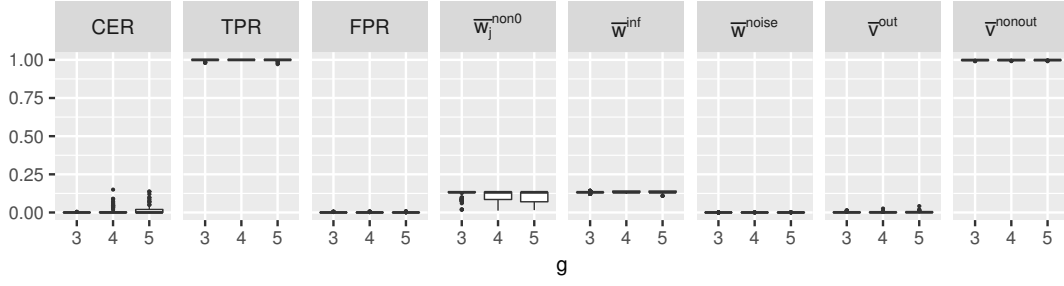 CER TPR FPR w̅ⱼⁿᵒⁿ⁰ w̅ⁱⁿᶠ w̅ⁿᵒⁱˢᵉ v̅ᵒᵘᵗ v̅ⁿᵒⁿᵒᵘᵗ
1.00
0.75
0.50
0.25
0.00
3 4 5 3 4 5 3 4 5 3 4 5 3 4 5 3 4 5 3 4 5 3 4 5
g